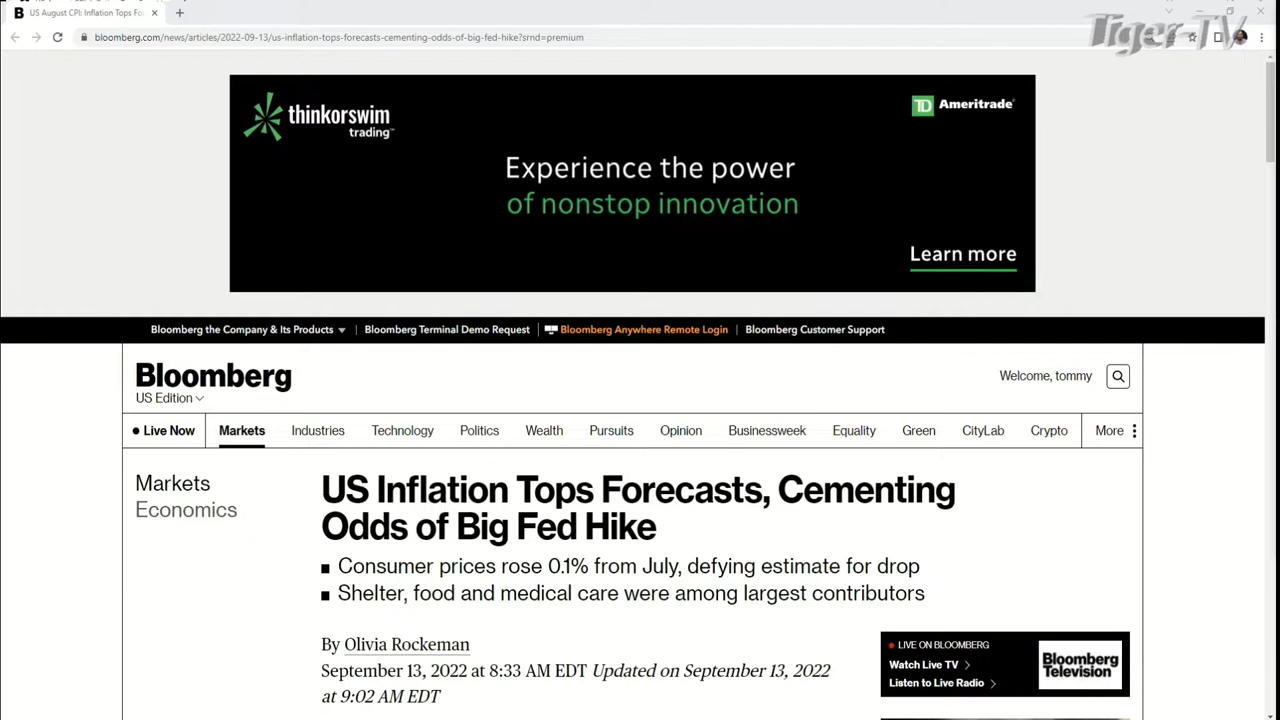 US August CPI: Inflation Tops Fo
Tiger-TV
bloomberg.com/news/articles/2022-09-13/us-inflation-tops-forecasts-cementing-odds-of-big-fed-hike?srnd=premium
thinkorswim
trading™
TD Ameritrade®
Experience the power
of nonstop innovation
Learn more
Bloomberg the Company & Its Products
Bloomberg Terminal Demo Request
Bloomberg Anywhere Remote Login
Bloomberg Customer Support
Bloomberg
US Edition
Welcome, tommy
Live Now Markets Industries Technology Politics Wealth Pursuits Opinion Businessweek Equality Green CityLab Crypto More
Markets
Economics
US Inflation Tops Forecasts, Cementing
Odds of Big Fed Hike
Consumer prices rose 0.1% from July, defying estimate for drop
Shelter, food and medical care were among largest contributors
By Olivia Rockeman
September 13, 2022 at 8:33 AM EDT Updated on September 13, 2022
at 9:02 AM EDT
LIVE ON BLOOMBERG
Watch Live TV
Listen to Live Radio
Bloomberg
Television